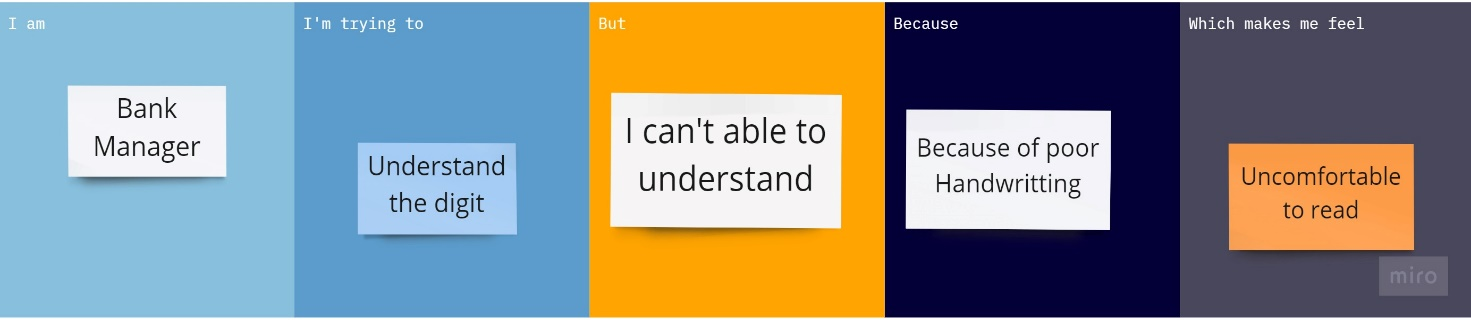 I am
Bank
Manager
I'm trying to
Understand
the digit
But
I can't able to
understand
Because
Because of poor
Handwritting
Which makes me feel
Uncomfortable
to read
miro